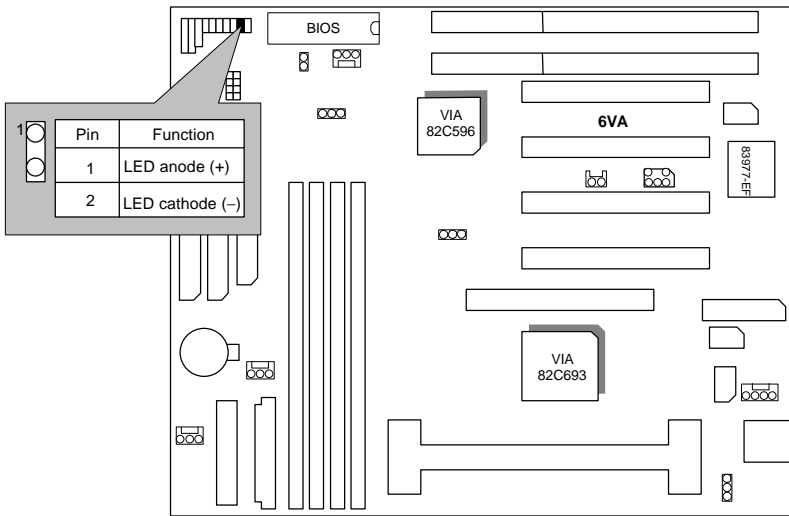 BIOS
VIA
82C596
6VA
83977-EF
1
Pin Function
1 LED anode (+)
2 LED cathode (–)
VIA
82C693